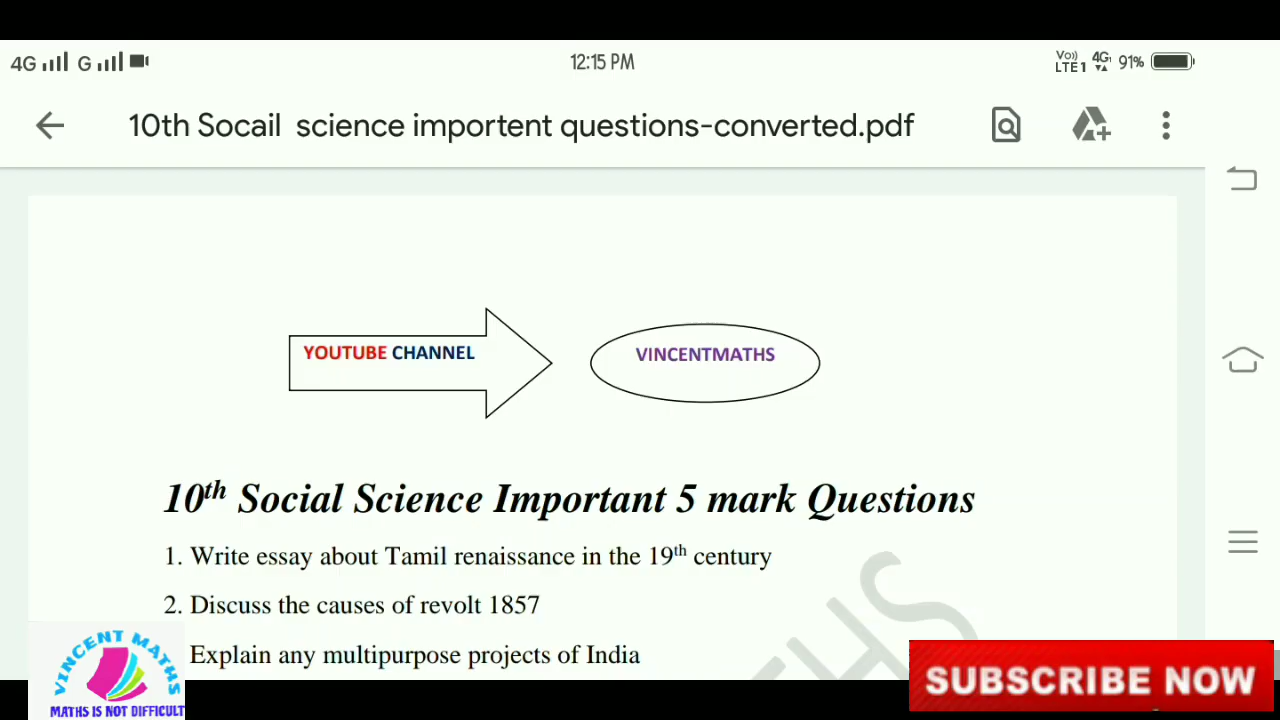 4G G 12:15 PM Vo)) LTE1 4G 91%
10th Socail science importent questions-converted.pdf
YOUTUBE CHANNEL VINCENTMATHS
10th Social Science Important 5 mark Questions
1. Write essay about Tamil renaissance in the 19th century
2. Discuss the causes of revolt 1857
Explain any multipurpose projects of India
THS
VINCENT MATHS
MATHS IS NOT DIFFICULT
SUBSCRIBE NOW